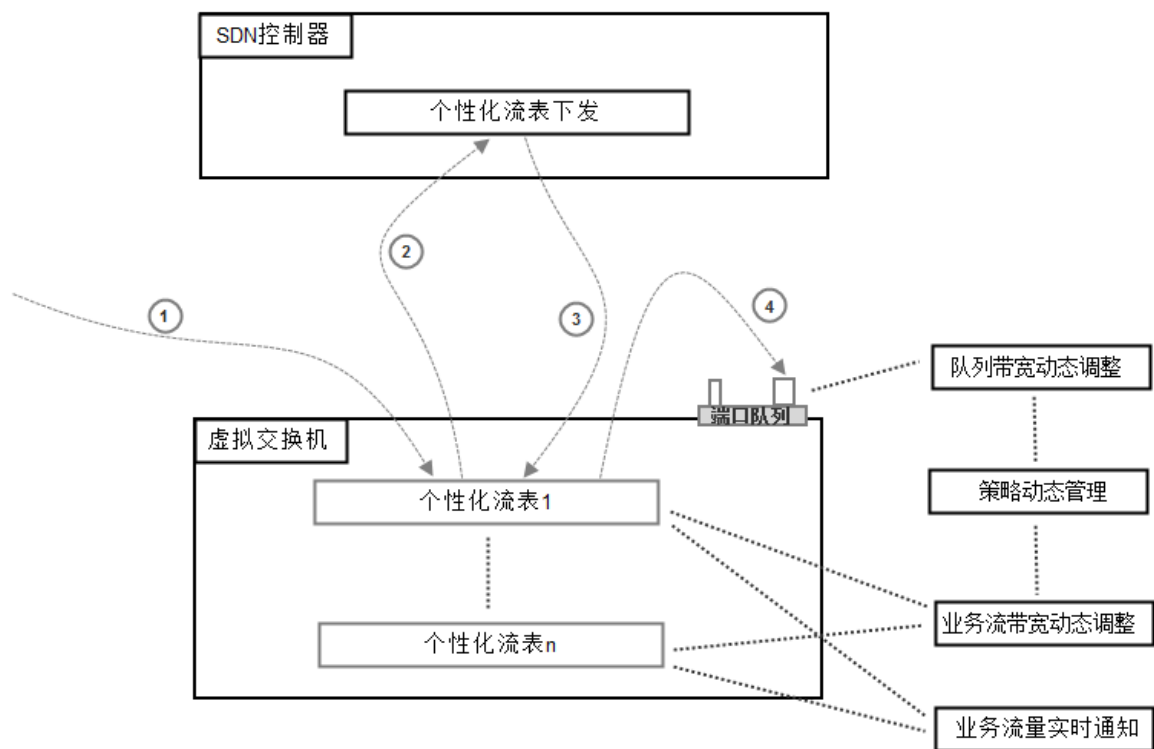 SDN控制器
个性化流表下发
2
1
3
4
队列带宽动态调整
端口队列
虚拟交换机
策略动态管理
个性化流表1
业务流带宽动态调整
个性化流表n
业务流量实时通知